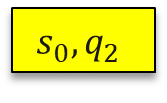 s₀, q₂